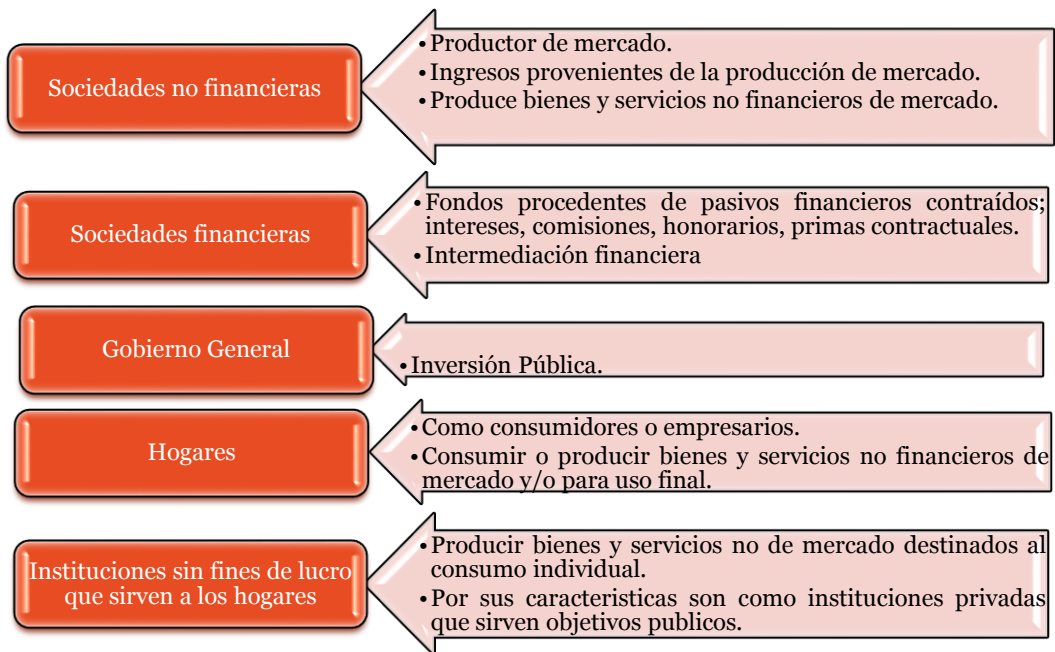 Sociedades no financieras
•Productor de mercado.
•Ingresos provenientes de la producción de mercado.
•Produce bienes y servicios no financieros de mercado.
Sociedades financieras
•Fondos procedentes de pasivos financieros contraídos;
intereses, comisiones, honorarios, primas contractuales.
•Intermediación financiera
Gobierno General
•Inversión Pública.
Hogares
•Como consumidores o empresarios.
•Consumir o producir bienes y servicios no financieros de
mercado y/o para uso final.
Instituciones sin fines de lucro
que sirven a los hogares
•Producir bienes y servicios no de mercado destinados al
consumo individual.
•Por sus caracteristicas son como instituciones privadas
que sirven objetivos publicos.